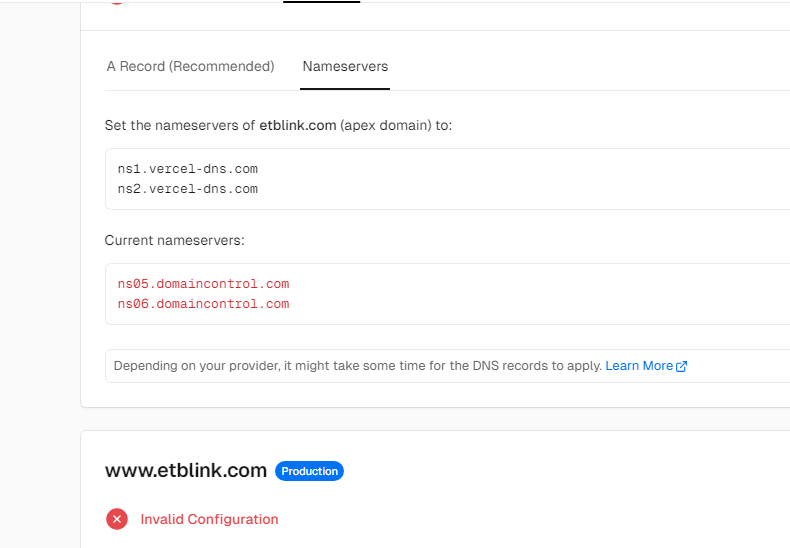 A Record (Recommended) Nameservers
Set the nameservers of etblink.com (apex domain) to:
ns1.vercel-dns.com
ns2.vercel-dns.com
Current nameservers:
ns05.domaincontrol.com
ns06.domaincontrol.com
Depending on your provider, it might take some time for the DNS records to apply. Learn More
www.etblink.com Production
Invalid Configuration